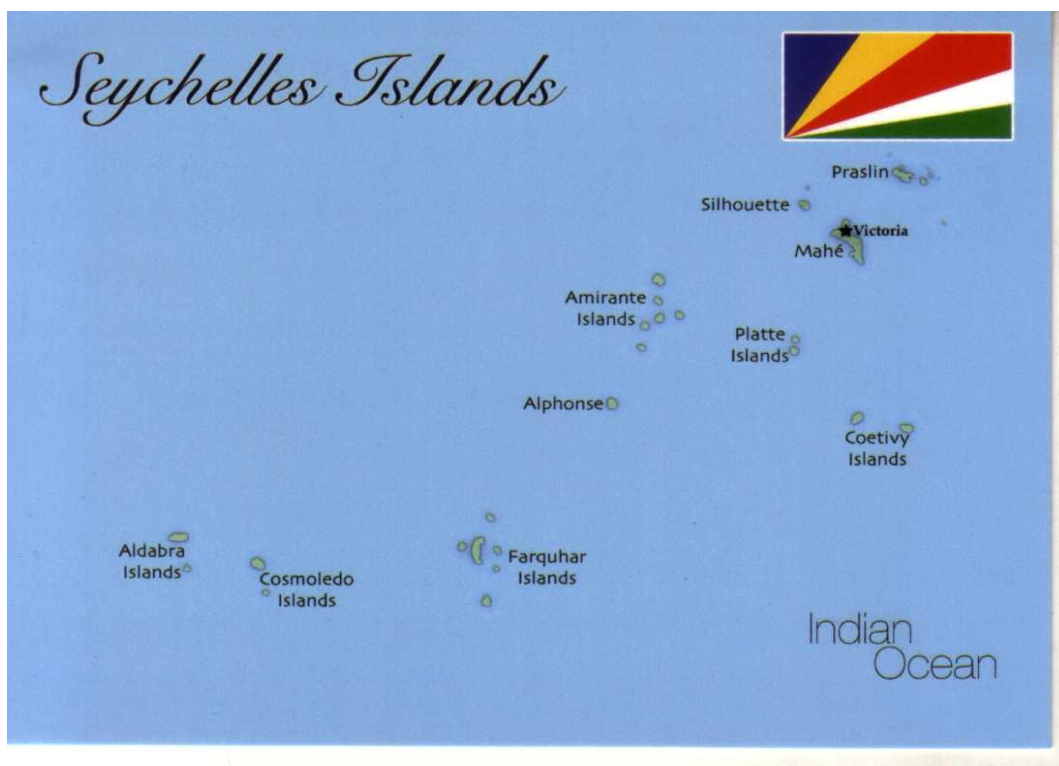 Seychelles Islands
Praslin
Silhouette
Victoria
Mahé
Amirante
Islands
Platte
Islands
Alphonse
Coetivy
Islands
Aldabra
Islands
Cosmoledo
Islands
Farquhar
Islands
Indian
Ocean